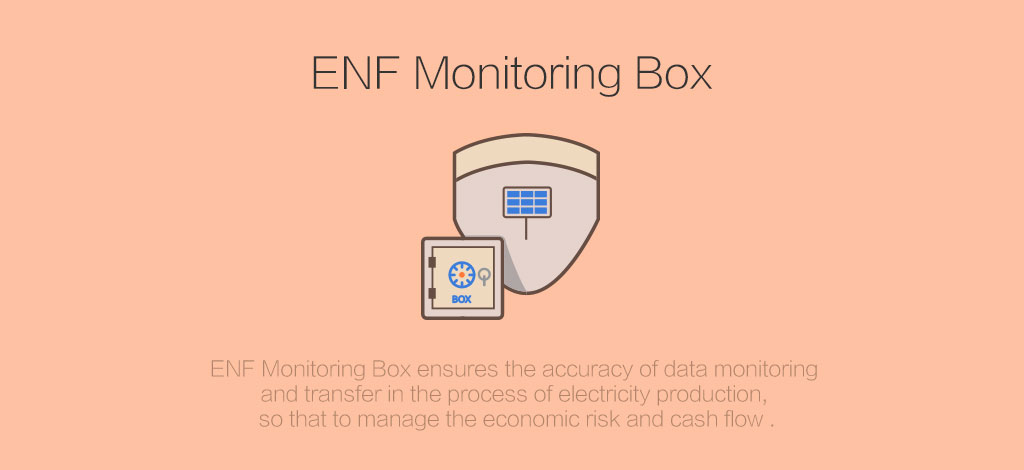 ENF Monitoring Box
BOX
ENF Monitoring Box ensures the accuracy of data monitoring
and transfer in the process of electricity production,
so that to manage the economic risk and cash flow .